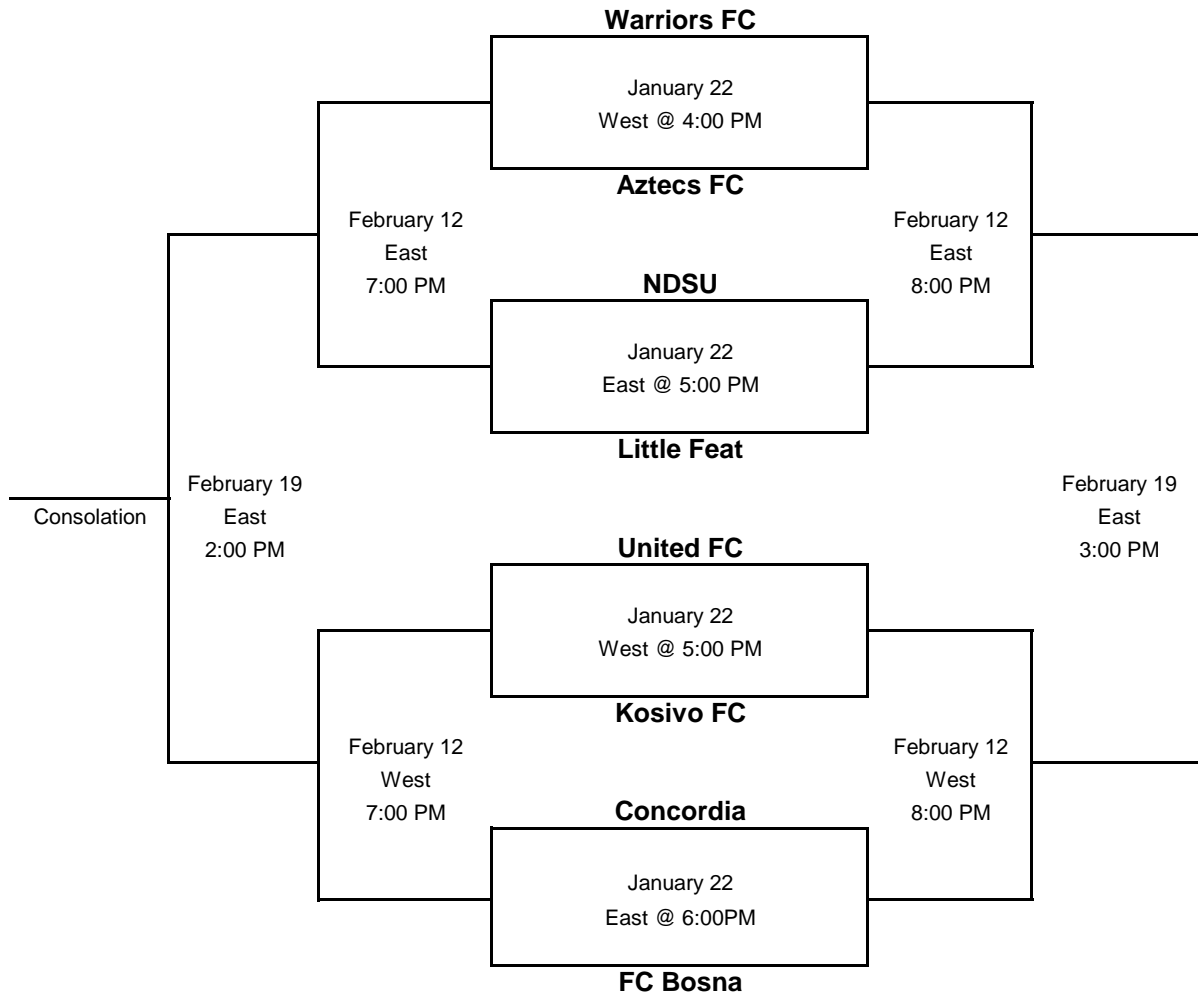 Warriors FC
January 22
West @ 4:00 PM
Aztecs FC
February 12
East
7:00 PM
February 12
East
8:00 PM
NDSU
January 22
East @ 5:00 PM
Little Feat
Consolation
February 19
East
2:00 PM
February 19
East
3:00 PM
United FC
January 22
West @ 5:00 PM
Kosivo FC
February 12
West
7:00 PM
February 12
West
8:00 PM
Concordia
January 22
East @ 6:00PM
FC Bosna